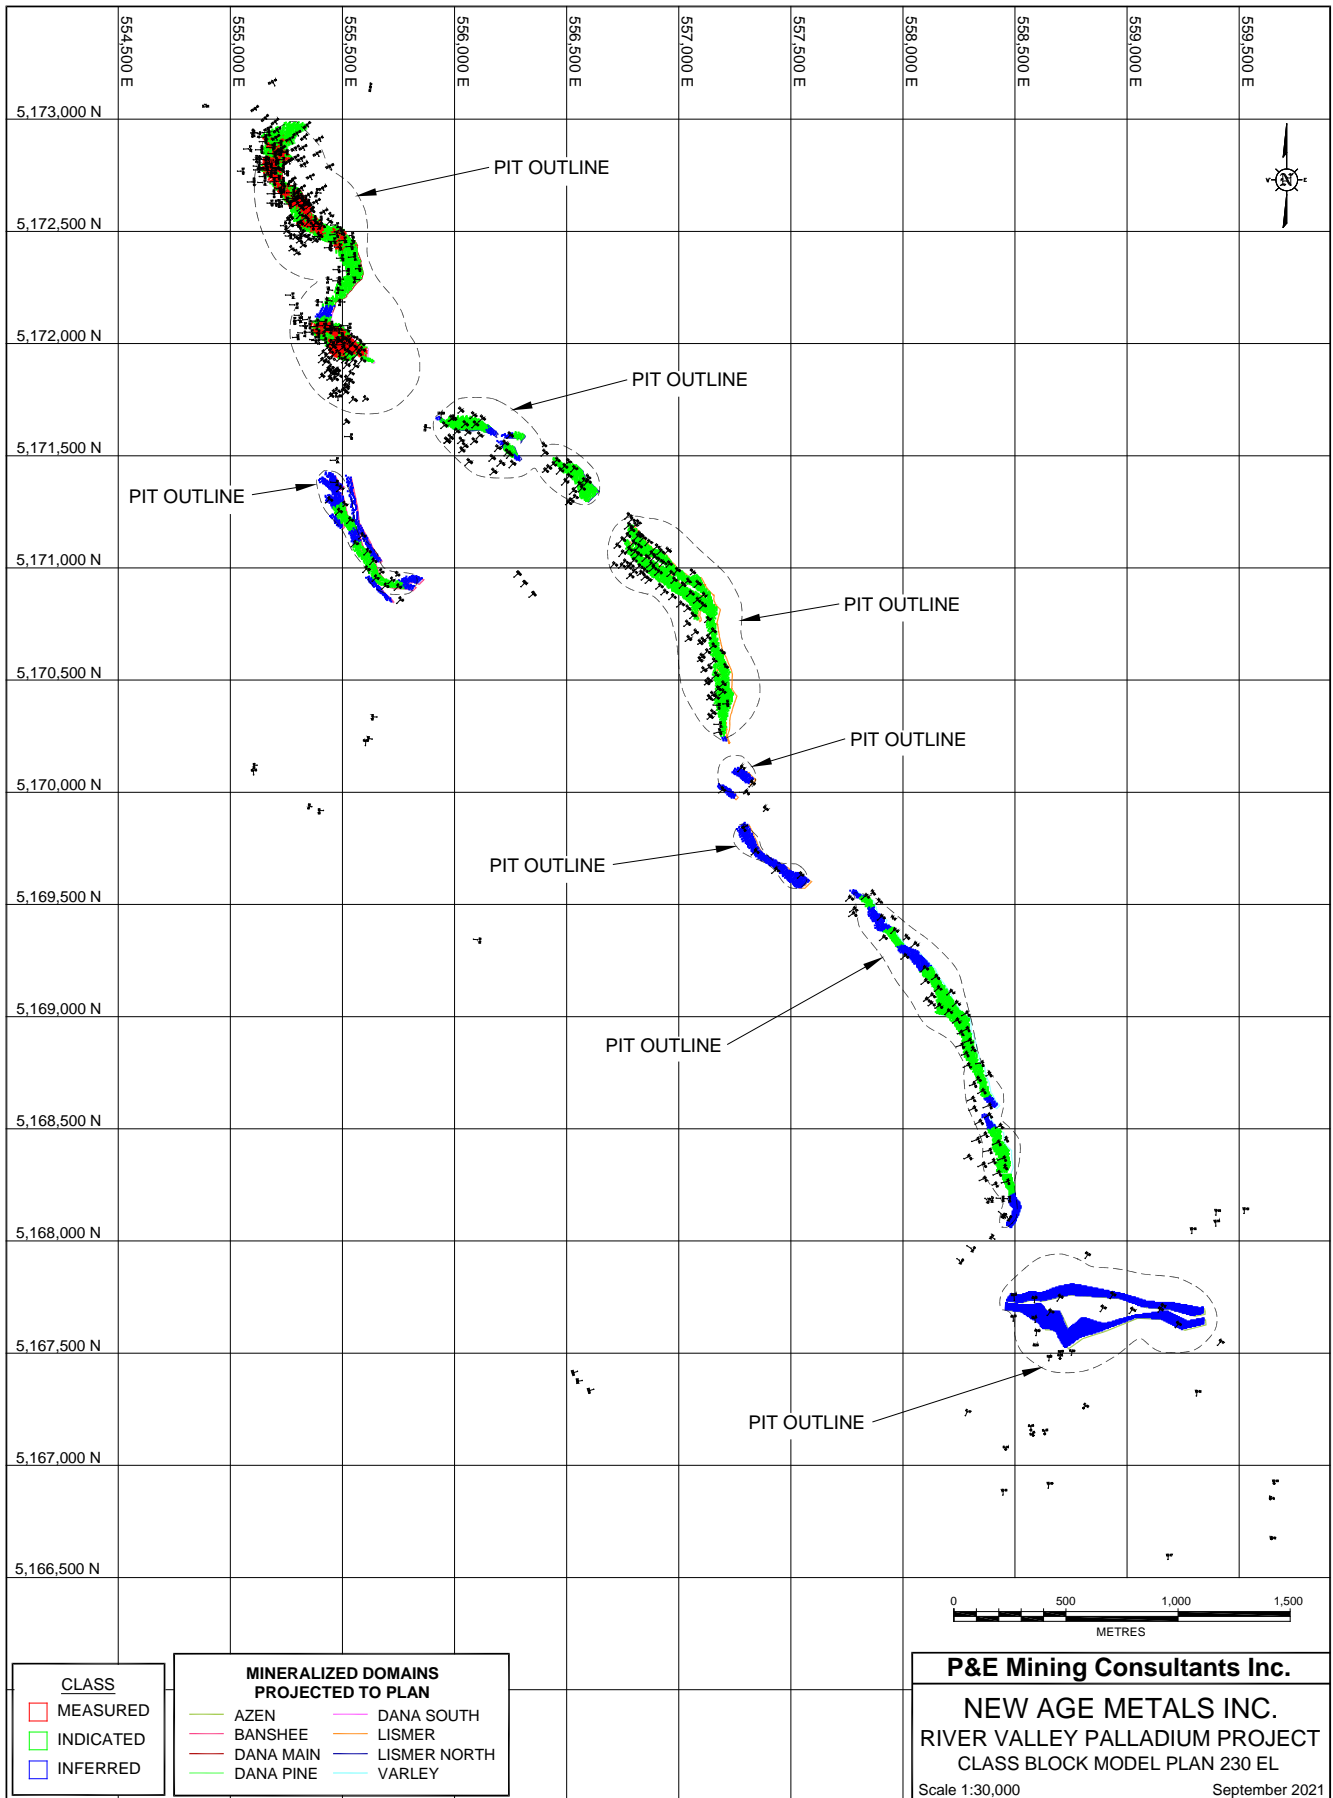 554,500 E
555,000 E
555,500 E
556,000 E
556,500 E
557,000 E
557,500 E
558,000 E
558,500 E
559,000 E
559,500 E
5,173,000 N
PIT OUTLINE
W N E
5,172,500 N
5,172,000 N
PIT OUTLINE
5,171,500 N
PIT OUTLINE
5,171,000 N
PIT OUTLINE
5,170,500 N
PIT OUTLINE
5,170,000 N
PIT OUTLINE
5,169,500 N
5,169,000 N
PIT OUTLINE
5,168,500 N
5,168,000 N
5,167,500 N
PIT OUTLINE
5,167,000 N
5,166,500 N
0 500 1,000 1,500
METRES
CLASS
MEASURED
INDICATED
INFERRED
MINERALIZED DOMAINS
PROJECTED TO PLAN
AZEN DANA SOUTH
BANSHEE LISMER
DANA MAIN LISMER NORTH
DANA PINE VARLEY
P&E Mining Consultants Inc.
NEW AGE METALS INC.
RIVER VALLEY PALLADIUM PROJECT
CLASS BLOCK MODEL PLAN 230 EL
Scale 1:30,000 September 2021